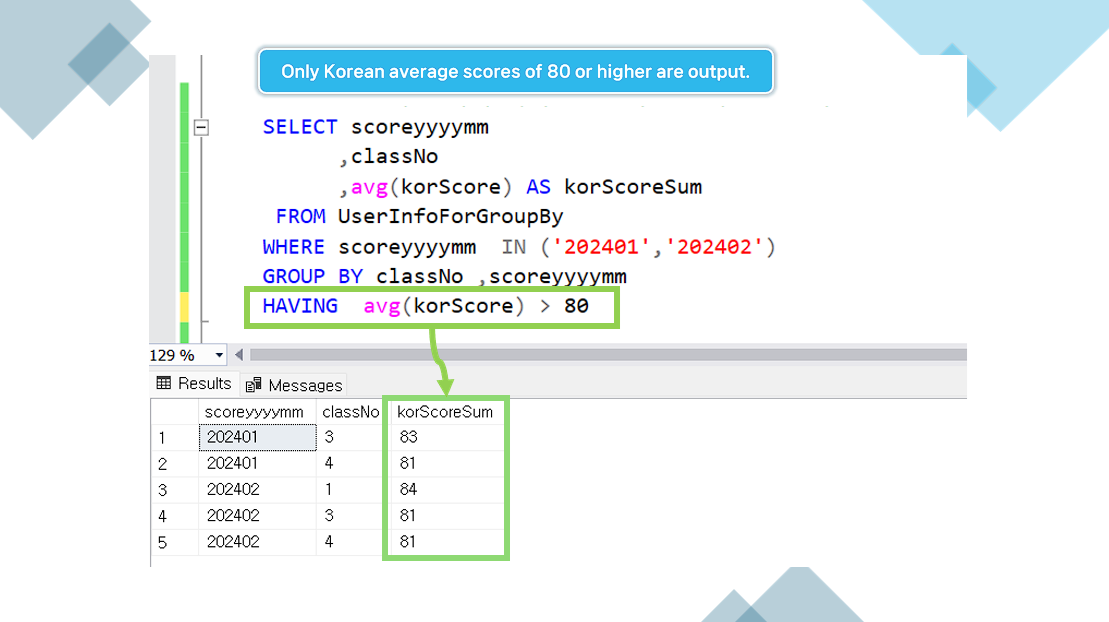 Only Korean average scores of 80 or higher are output.
SELECT scoreyyyymm
,classNo
,avg(korScore) AS korScoreSum
FROM UserInfoForGroupBy
WHERE scoreyyyymm IN ('202401','202402')
GROUP BY classNo ,scoreyyyymm
HAVING avg(korScore) > 80
129 %
Results Messages
scoreyyyymm classNo korScoreSum
1 202401 3 83
2 202401 4 81
3 202402 1 84
4 202402 3 81
5 202402 4 81